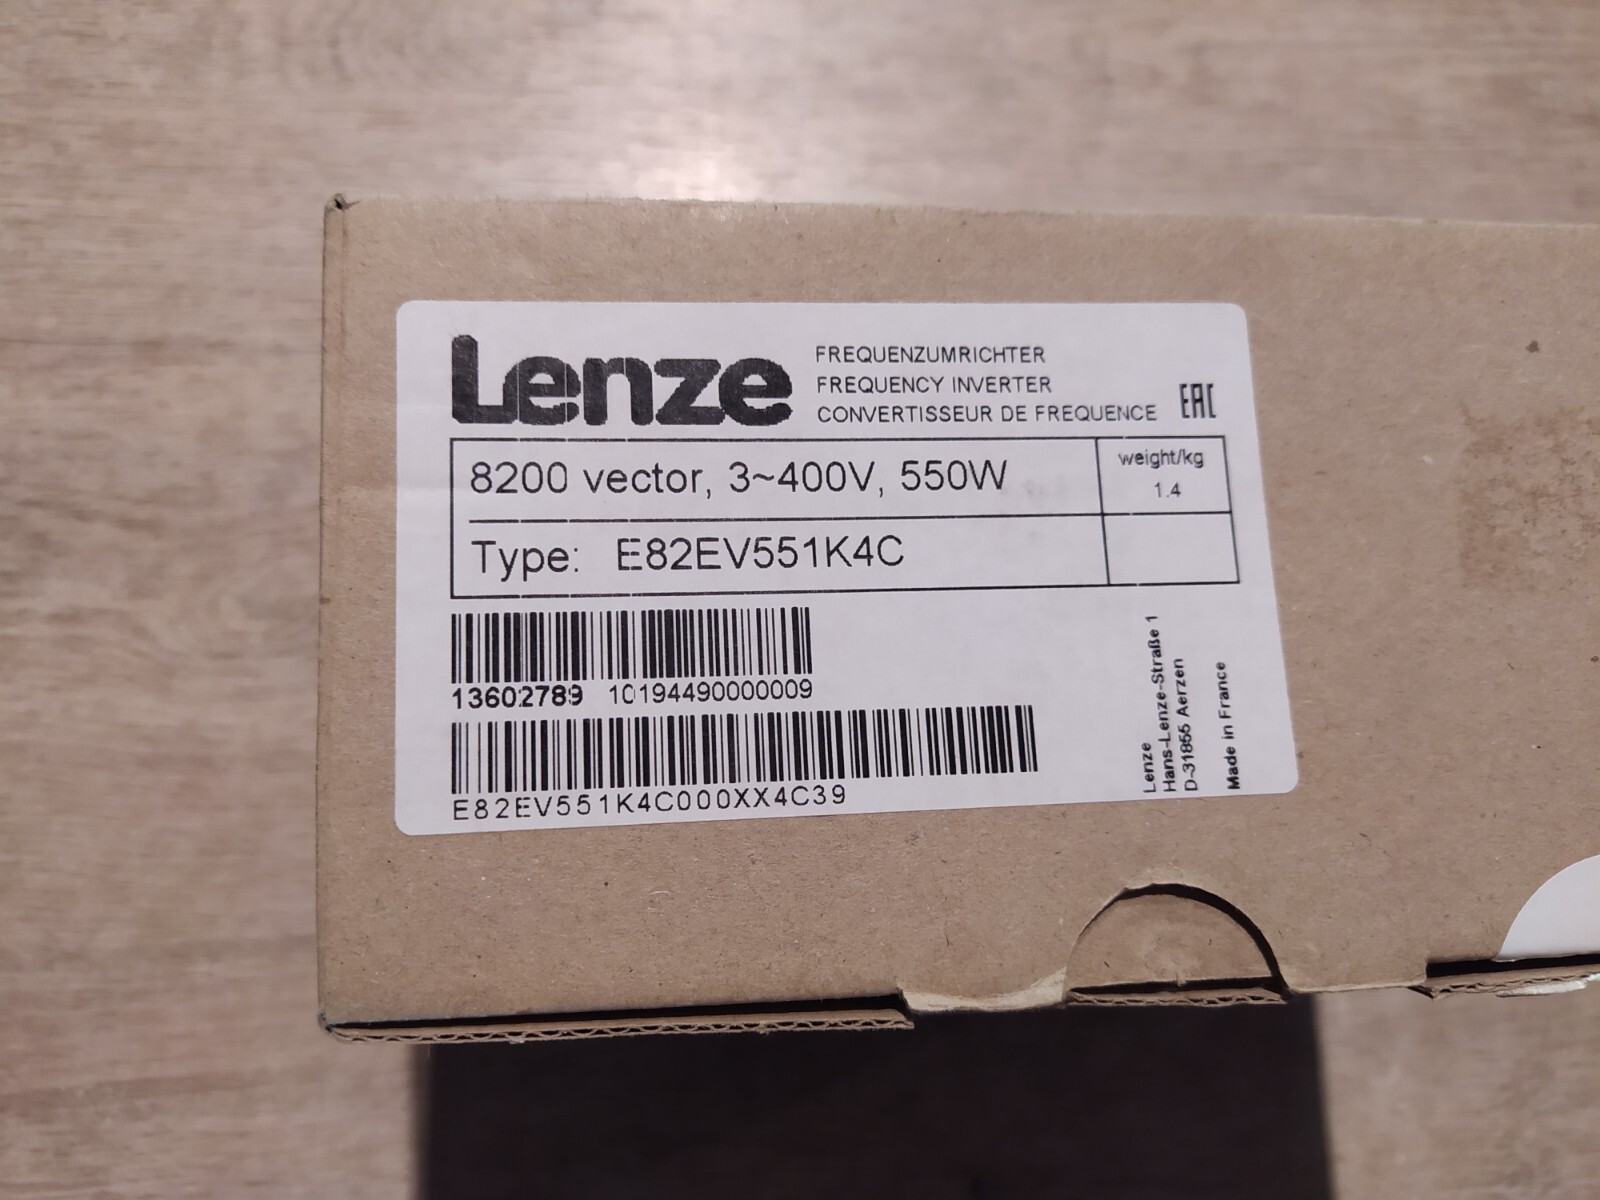 Lenze
FREQUENZUMRICHTER
FREQUENCY INVERTER
CONVERTISSEUR DE FREQUENCE
EAC
8200 vector, 3~400V, 550W
weight/kg
1.4
Type: E82EV551K4C
13602789 10194490000009
E82EV551K4C000XX4C39
Lenze
Hans-Lenze-Straße 1
D-31855 Aerzen
Made in France